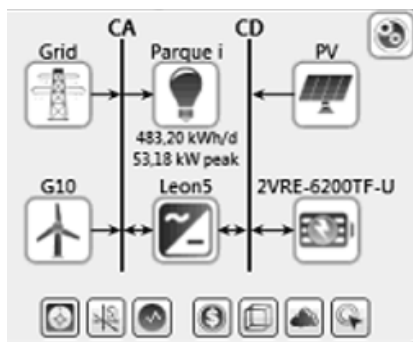 CA CD
Grid Parque i PV
483,20 kWh/d
53,18 kW peak
G10 Leon5 2VRE-6200TF-U